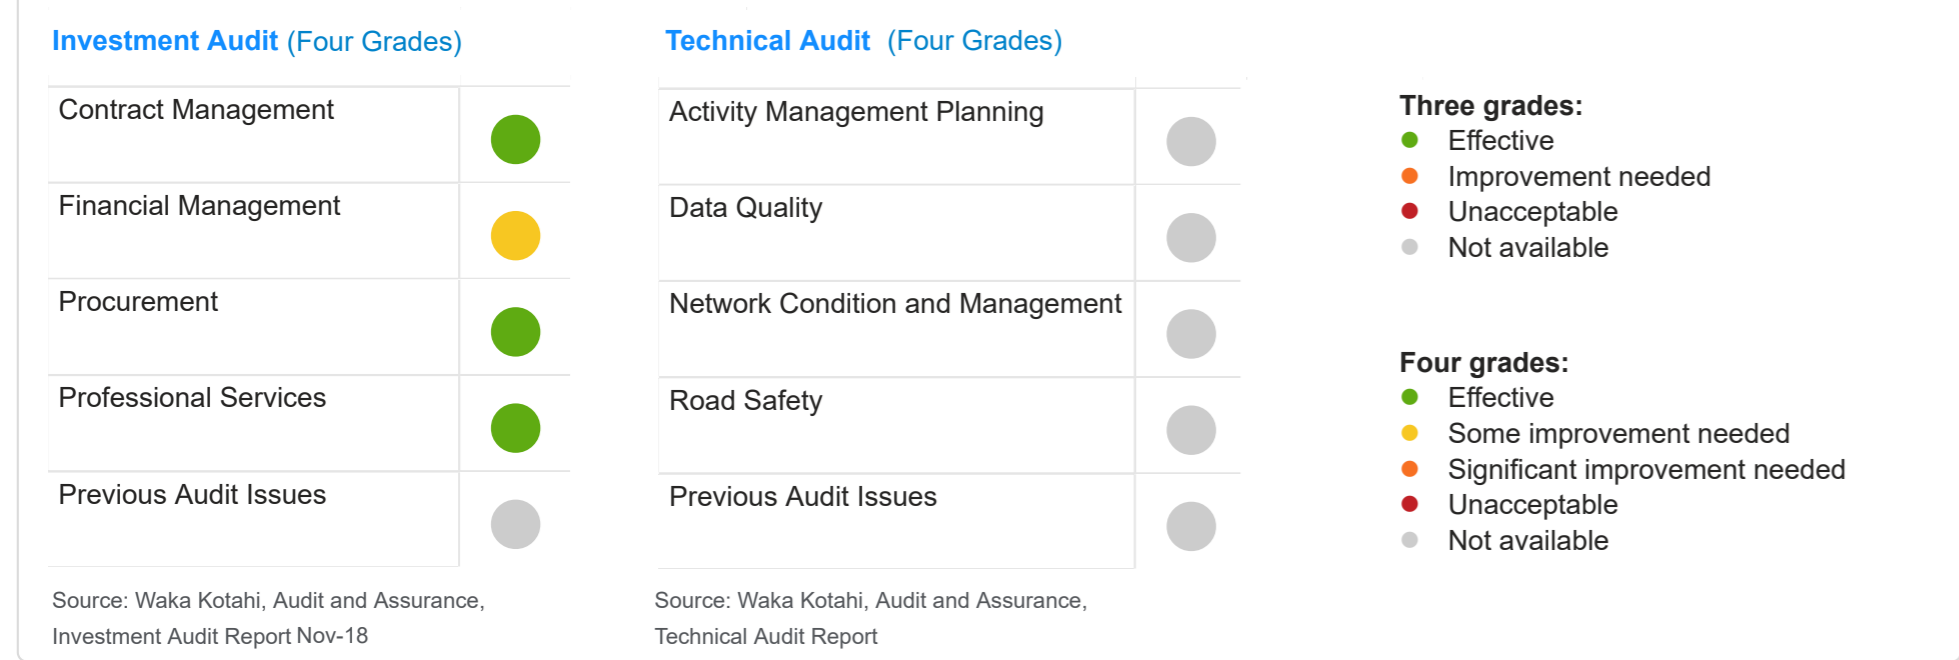 Investment Audit (Four Grades)
Contract Management
Financial Management
Procurement
Professional Services
Previous Audit Issues
Source: Waka Kotahi, Audit and Assurance,
Investment Audit Report Nov-18
Technical Audit (Four Grades)
Activity Management Planning
Data Quality
Network Condition and Management
Road Safety
Previous Audit Issues
Source: Waka Kotahi, Audit and Assurance,
Technical Audit Report
Three grades:
Effective
Improvement needed
Unacceptable
Not available
Four grades:
Effective
Some improvement needed
Significant improvement needed
Unacceptable
Not available